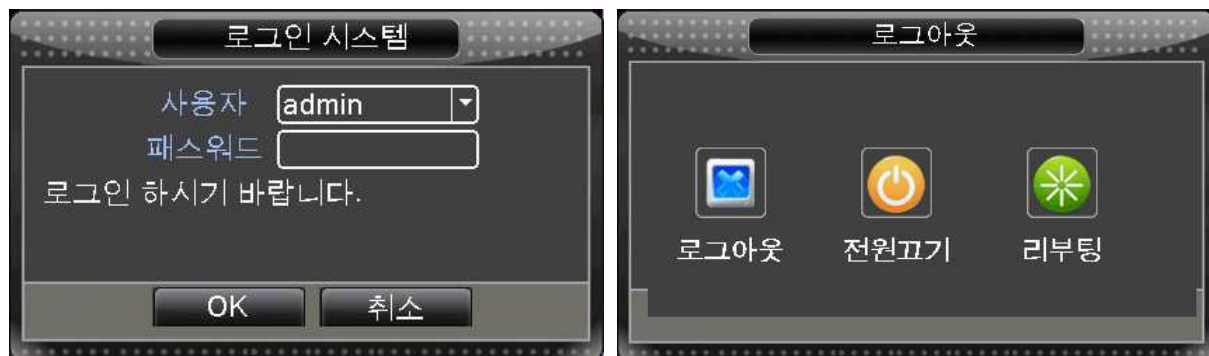 로그인 시스템
사용자 admin
패스워드
로그인 하시기 바랍니다.
OK 취소
로그아웃
로그아웃 전원끄기 리부팅